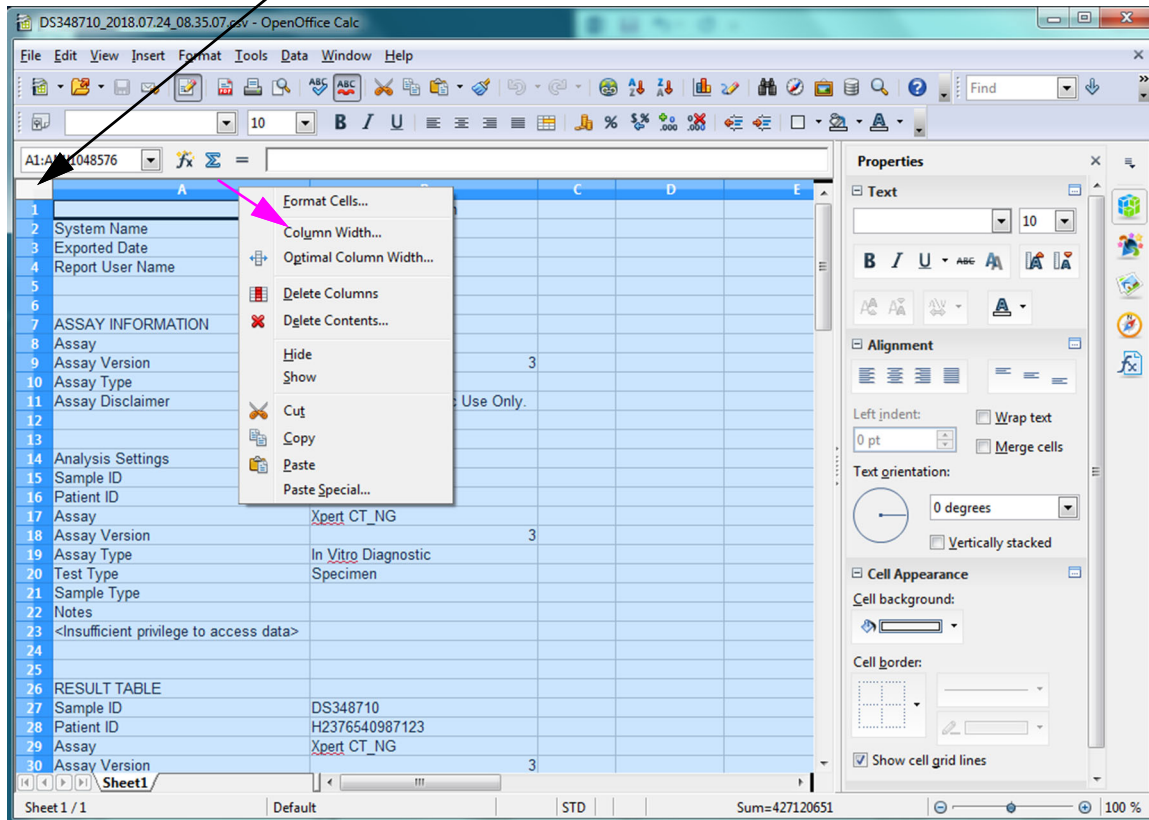 DS348710_2018.07.24_08.35.07.csv - OpenOffice Calc
File Edit View Insert Format Tools Data Window Help
Find
10
A1:A 1048576
A C D E
1
2 System Name
3 Exported Date
4 Report User Name
5
6
7 ASSAY INFORMATION
8 Assay
9 Assay Version 3
10 Assay Type
11 Assay Disclaimer Use Only.
12
13
14 Analysis Settings
15 Sample ID
16 Patient ID
17 Assay Xpert CT_NG
18 Assay Version 3
19 Assay Type In Vitro Diagnostic
20 Test Type Specimen
21 Sample Type
22 Notes
23 <Insufficient privilege to access data>
24
25
26 RESULT TABLE
27 Sample ID DS348710
28 Patient ID H2376540987123
29 Assay Xpert CT_NG
30 Assay Version 3
Format Cells...
Column Width...
Optimal Column Width...
Delete Columns
Delete Contents...
Hide
Show
Cut
Copy
Paste
Paste Special...
Properties
Text
10
B I U ABC
Alignment
Left indent:
Wrap text
0 pt
Merge cells
Text orientation:
0 degrees
Vertically stacked
Cell Appearance
Cell background:
Cell border:
Show cell grid lines
Sheet1
Sheet 1 / 1 Default STD Sum=427120651 100 %